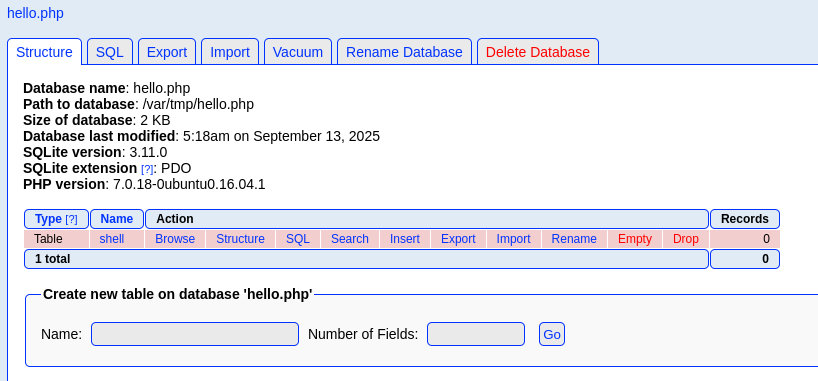 hello.php
Structure SQL Export Import Vacuum Rename Database Delete Database
Database name: hello.php
Path to database: /var/tmp/hello.php
Size of database: 2 KB
Database last modified: 5:18am on September 13, 2025
SQLite version: 3.11.0
SQLite extension [?]: PDO
PHP version: 7.0.18-0ubuntu0.16.04.1
Type [?] Name Action Records
Table shell Browse Structure SQL Search Insert Export Import Rename Empty Drop 0
1 total 0
Create new table on database 'hello.php'
Name: Number of Fields: Go